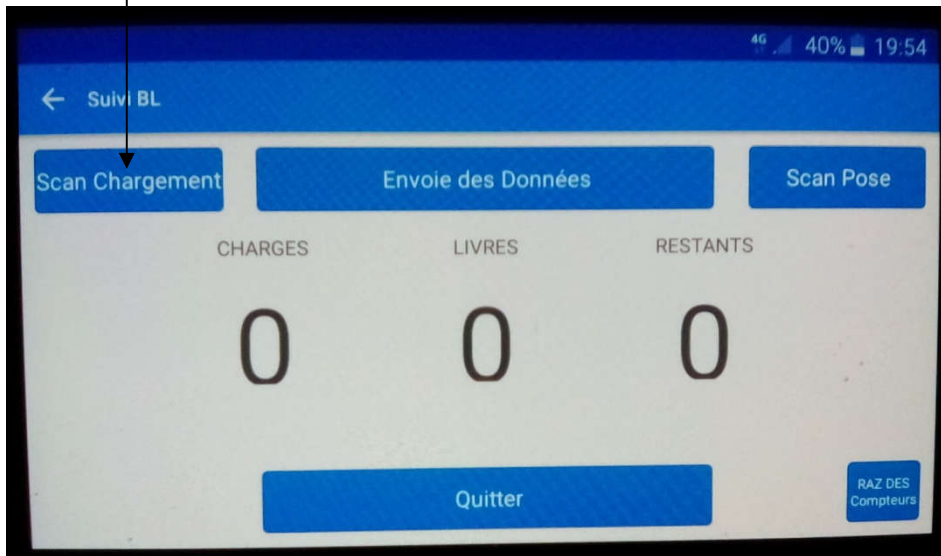 4G 40% 19:54
← Suivi BL
Scan Chargement
Envoie des Données
Scan Pose
CHARGES LIVRES RESTANTS
0 0 0
Quitter
RAZ DES
Compteurs